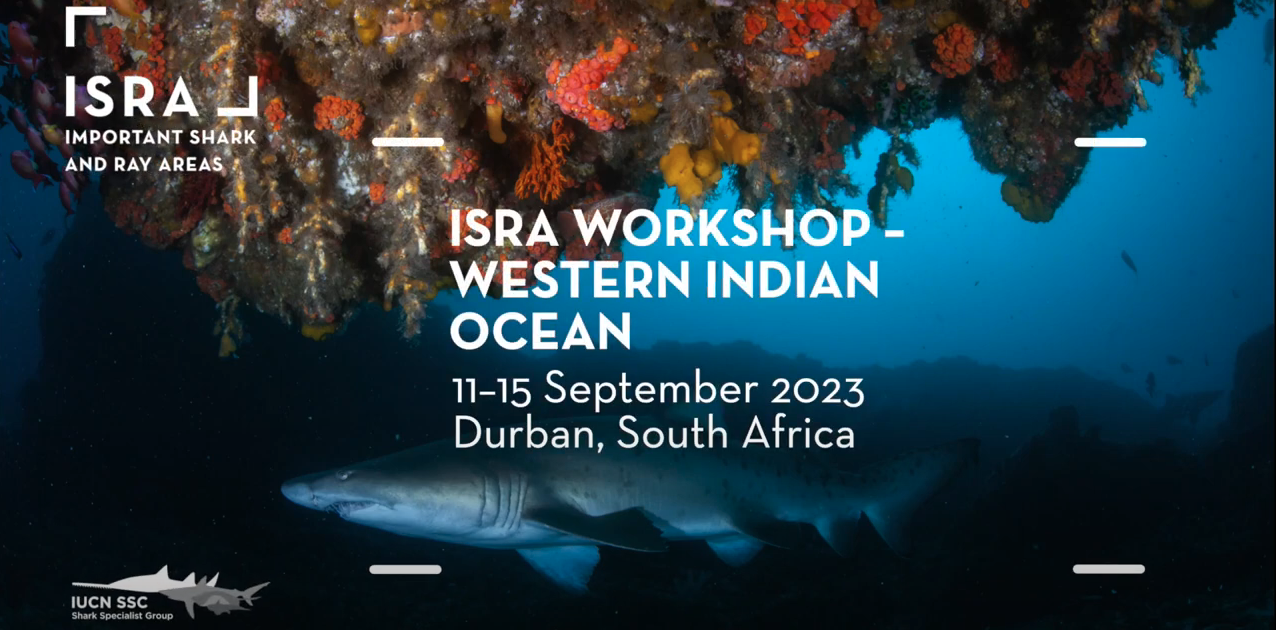 ISRA
IMPORTANT SHARK
AND RAY AREAS
ISRA WORKSHOP –
WESTERN INDIAN
OCEAN
11–15 September 2023
Durban, South Africa
IUCN SSC
Shark Specialist Group